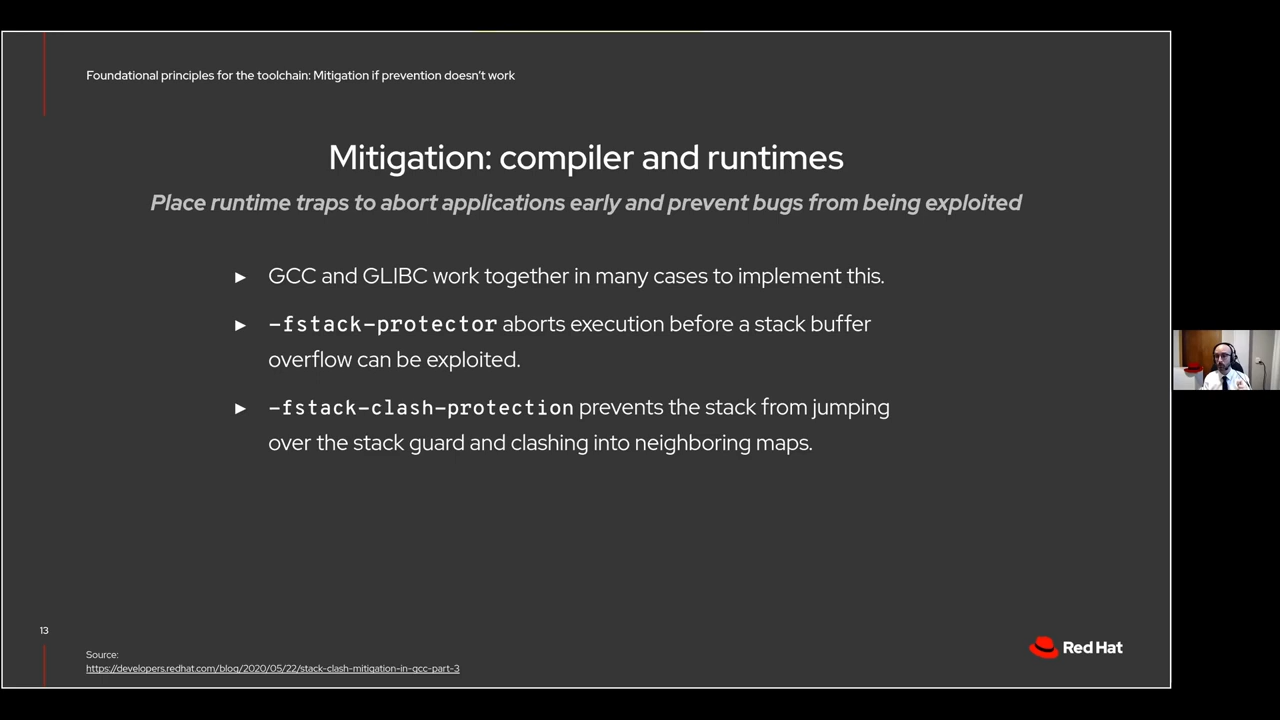 Foundational principles for the toolchain: Mitigation if prevention doesn't work
Mitigation: compiler and runtimes
Place runtime traps to abort applications early and prevent bugs from being exploited
► GCC and GLIBC work together in many cases to implement this.
► -fstack-protector aborts execution before a stack buffer
overflow can be exploited.
► -fstack-clash-protection prevents the stack from jumping
over the stack guard and clashing into neighboring maps.
13
Source:
https://developers.redhat.com/blog/2020/05/22/stack-clash-mitigation-in-gcc-part-3
Red Hat